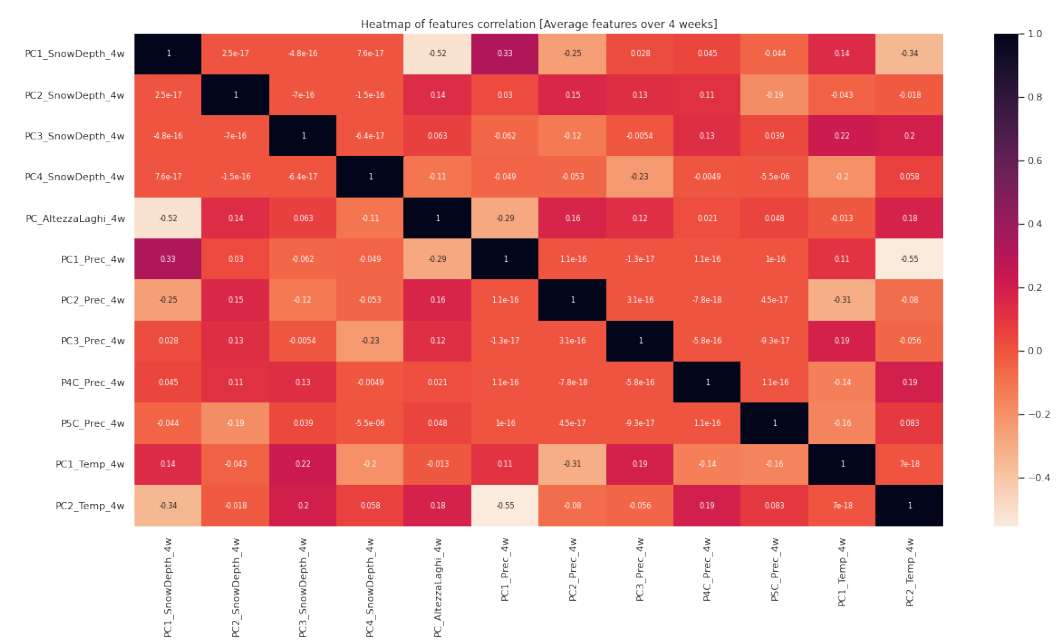 Heatmap of features correlation [Average features over 4 weeks]
PC1_SnowDepth_4w 1 2.5e-17 -4.8e-16 7.6e-17 -0.52 0.33 -0.25 0.028 0.045 -0.044 0.14 -0.34
PC2_SnowDepth_4w 2.5e-17 1 -7e-16 -1.5e-16 0.14 0.03 0.15 0.13 0.11 -0.19 -0.043 -0.018
PC3_SnowDepth_4w -4.8e-16 -7e-16 1 -6.4e-17 0.063 -0.062 -0.12 -0.0054 0.13 0.039 0.22 0.2
PC4_SnowDepth_4w 7.6e-17 -1.5e-16 -6.4e-17 1 -0.11 -0.049 -0.053 -0.23 -0.0049 -5.5e-06 -0.2 0.058
PC_AltezzaLaghi_4w -0.52 0.14 0.063 -0.11 1 -0.29 0.16 0.12 0.021 0.048 -0.013 0.18
PC1_Prec_4w 0.33 0.03 -0.062 -0.049 -0.29 1 1.1e-16 -1.3e-17 1.1e-16 1e-16 0.11 -0.55
PC2_Prec_4w -0.25 0.15 -0.12 -0.053 0.16 1.1e-16 1 3.1e-16 -7.8e-18 4.5e-17 -0.31 -0.08
PC3_Prec_4w 0.028 0.13 -0.0054 -0.23 0.12 -1.3e-17 3.1e-16 1 -5.8e-16 -9.3e-17 0.19 -0.056
P4C_Prec_4w 0.045 0.11 0.13 -0.0049 0.021 1.1e-16 -7.8e-18 -5.8e-16 1 1.1e-16 -0.14 0.19
P5C_Prec_4w -0.044 -0.19 0.039 -5.5e-06 0.048 1e-16 4.5e-17 -9.3e-17 1.1e-16 1 -0.16 0.083
PC1_Temp_4w 0.14 -0.043 0.22 -0.2 -0.013 0.11 -0.31 0.19 -0.14 -0.16 1 7e-18
PC2_Temp_4w -0.34 -0.018 0.2 0.058 0.18 -0.55 -0.08 -0.056 0.19 0.083 7e-18 1
PC1_SnowDepth_4w
PC2_SnowDepth_4w
PC3_SnowDepth_4w
PC4_SnowDepth_4w
PC_AltezzaLaghi_4w
PC1_Prec_4w
PC2_Prec_4w
PC3_Prec_4w
P4C_Prec_4w
P5C_Prec_4w
PC1_Temp_4w
PC2_Temp_4w
1.0
0.8
0.6
0.4
0.2
0.0
−0.2
−0.4